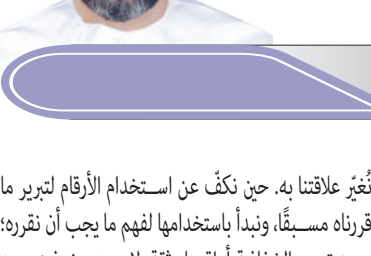 نُغيّر علاقتنا به. حين نكفّ عن استخدام الأرقام لتبرير ما
قررناه مسبقًا، ونبدأ باستخدامها لفهم ما يجب أن نقرره؛